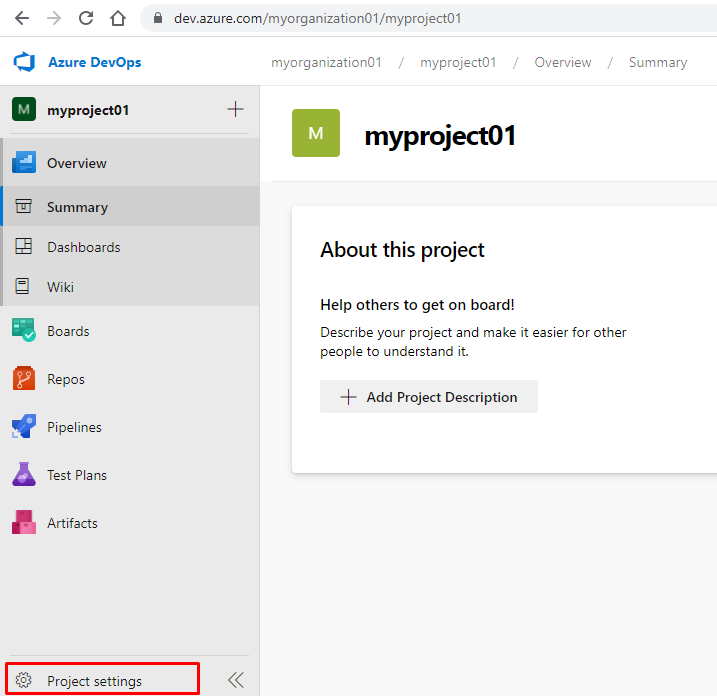 dev.azure.com/myorganization01/myproject01
Azure DevOps
myorganization01 / myproject01 / Overview / Summary
M myproject01
Overview
Summary
Dashboards
Wiki
Boards
Repos
Pipelines
Test Plans
Artifacts
Project settings
M myproject01
About this project
Help others to get on board!
Describe your project and make it easier for other
people to understand it.
Add Project Description